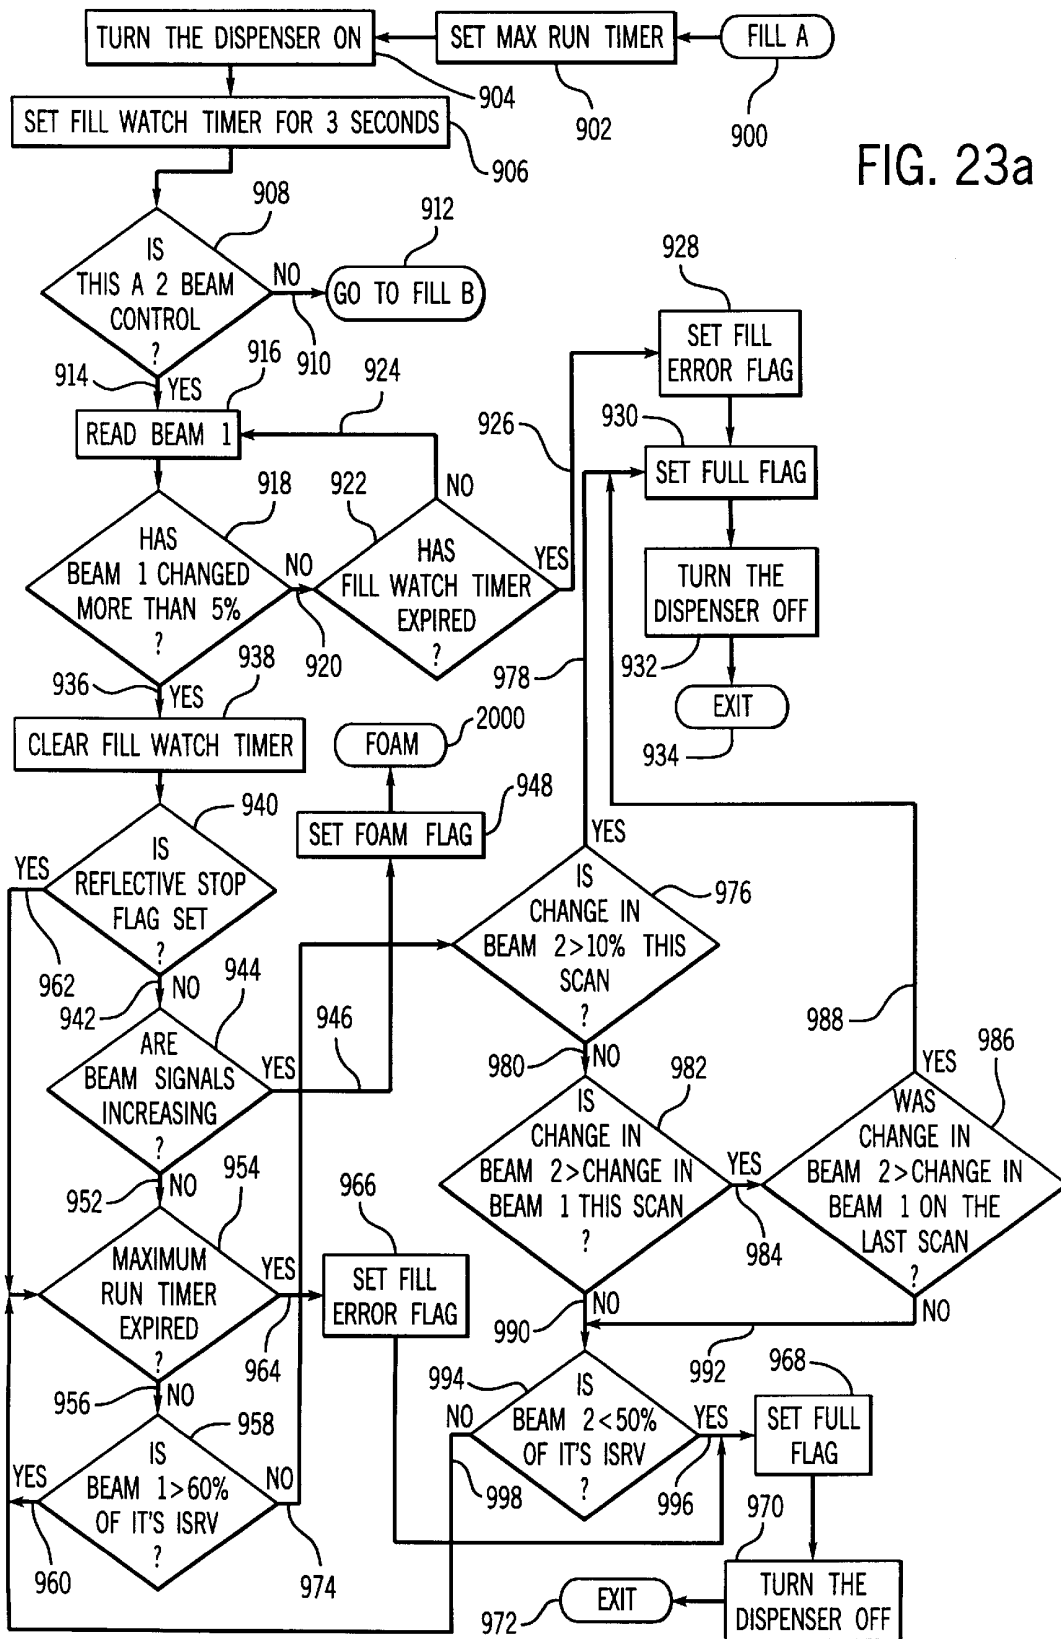 TURN THE DISPENSER ON
SET MAX RUN TIMER
FILL A
904
902
900
SET FILL WATCH TIMER FOR 3 SECONDS
906
FIG. 23a
908
IS
THIS A 2 BEAM
CONTROL
?
NO
910
912
GO TO FILL B
914
YES
916
READ BEAM 1
924
926
928
SET FILL
ERROR FLAG
930
SET FULL FLAG
918
HAS
BEAM 1 CHANGED
MORE THAN 5%
?
NO
920
922
NO
HAS
FILL WATCH TIMER
EXPIRED
?
YES
TURN THE
DISPENSER OFF
932
978
EXIT
934
936
YES
938
CLEAR FILL WATCH TIMER
2000
FOAM
948
SET FOAM FLAG
940
YES
IS
REFLECTIVE STOP
FLAG SET
?
962
942
NO
944
ARE
BEAM SIGNALS
INCREASING
?
YES
946
YES
IS
CHANGE IN
BEAM 2>10% THIS
SCAN
?
976
980
NO
988
982
IS
CHANGE IN
BEAM 2>CHANGE IN
BEAM 1 THIS SCAN
?
YES
984
986
YES
WAS
CHANGE IN
BEAM 2>CHANGE IN
BEAM 1 ON THE
LAST SCAN
?
NO
952
NO
954
MAXIMUM
RUN TIMER
EXPIRED
?
YES
964
966
SET FILL
ERROR FLAG
990
NO
992
956
NO
958
YES
IS
BEAM 1>60%
OF IT'S ISRV
?
NO
960
974
994
NO
IS
BEAM 2<50%
OF IT'S ISRV
?
YES
998
996
968
SET FULL
FLAG
970
TURN THE
DISPENSER OFF
EXIT
972